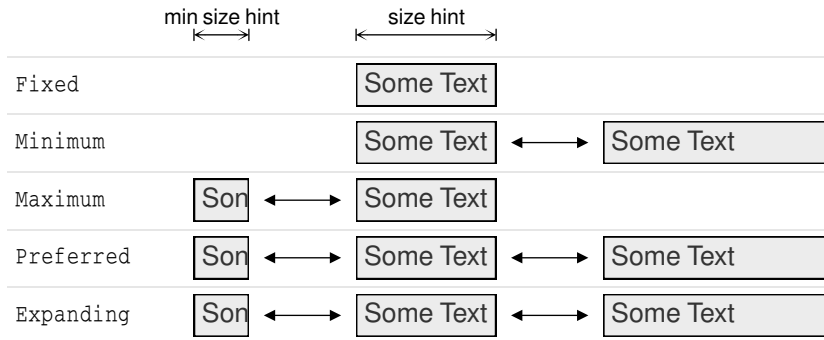 min size hint size hint
Fixed Some Text
Minimum Some Text Some Text
Maximum Son Some Text
Preferred Son Some Text Some Text
Expanding Son Some Text Some Text